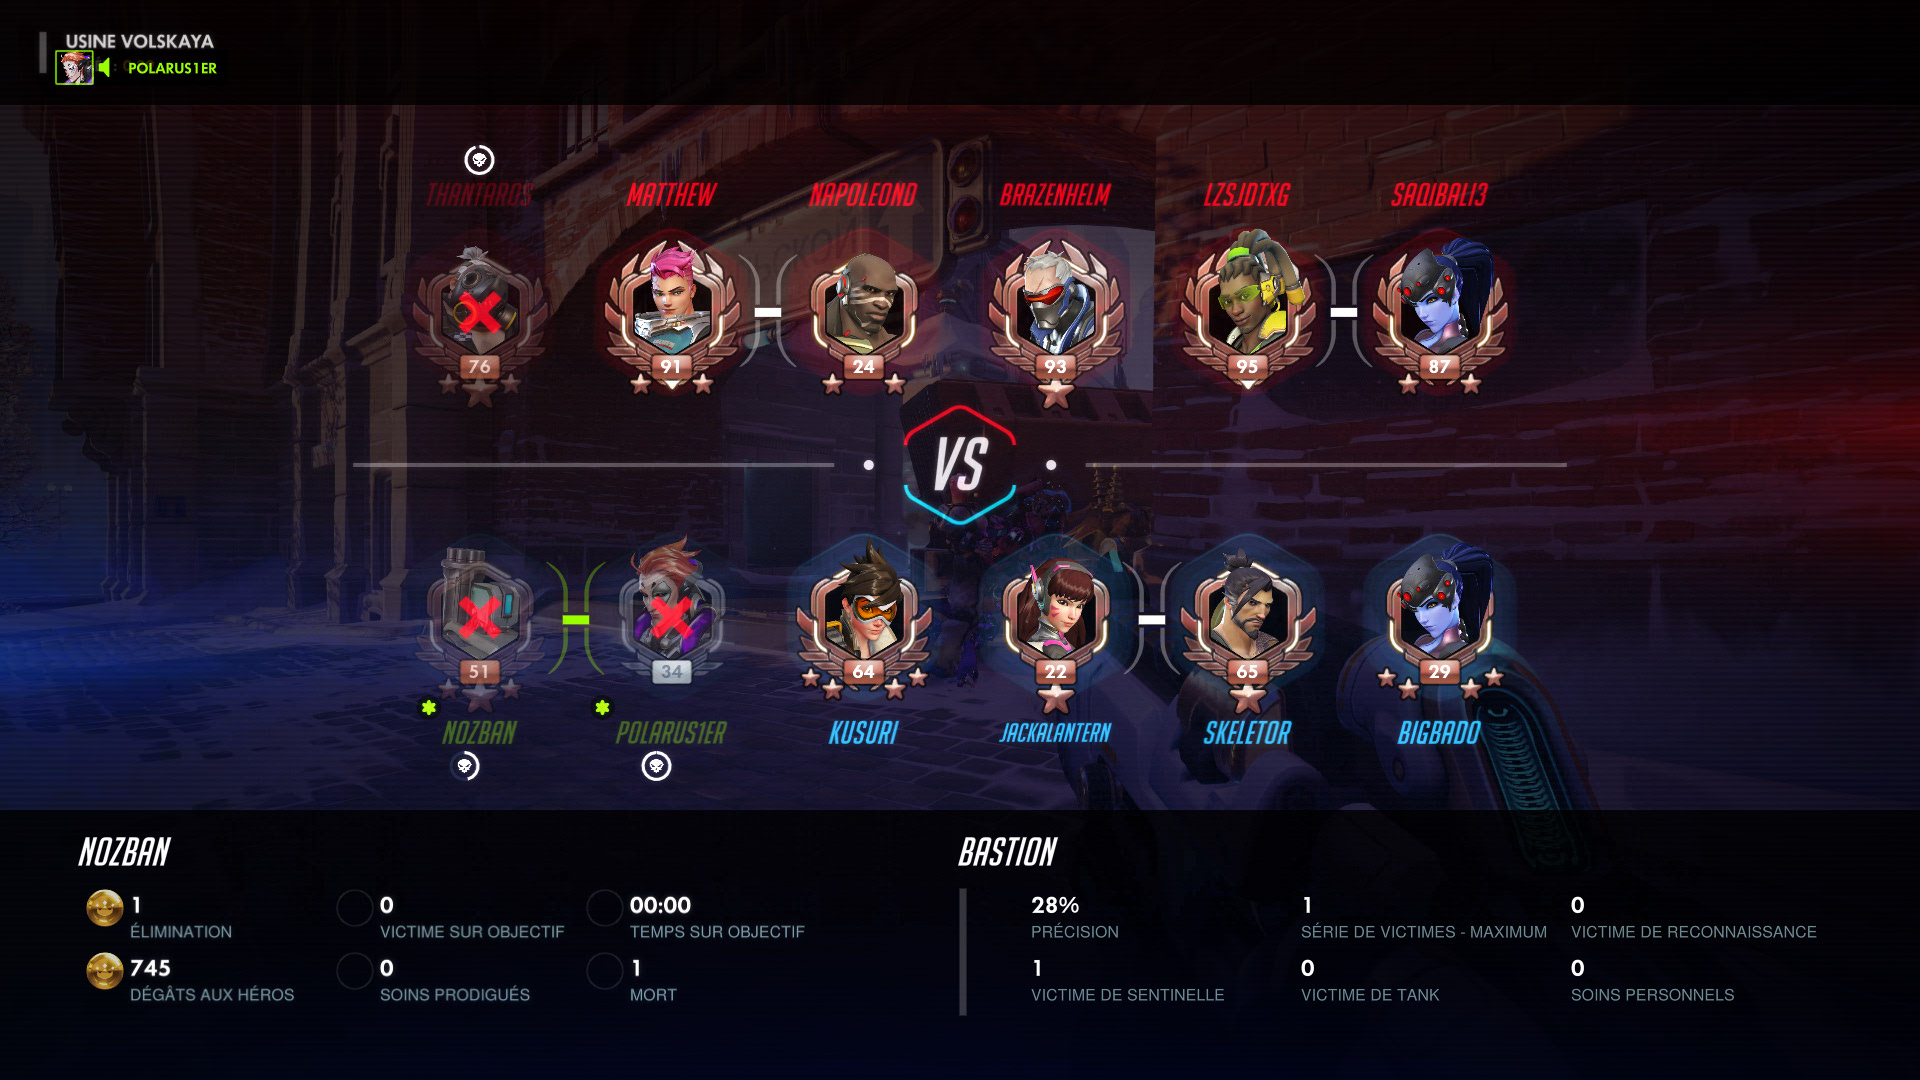 USINE VOLSKAYA
POLARUS1ER
THANTAROS MATTHEW NAPOLEOND BRAZENHELM LZSJDTXG SAQIBALI3
76 91 24 93 95 87
VS
51 34 64 22 65 29
NOZBAN POLARUS1ER KUSURI JACKALANTERN SKELETOR BIGBADO
NOZBAN
1
ÉLIMINATION
0
VICTIME SUR OBJECTIF
00:00
TEMPS SUR OBJECTIF
745
DÉGÂTS AUX HÉROS
0
SOINS PRODIGUÉS
1
MORT
BASTION
28%
PRÉCISION
1
SÉRIE DE VICTIMES - MAXIMUM
0
VICTIME DE RECONNAISSANCE
1
VICTIME DE SENTINELLE
0
VICTIME DE TANK
0
SOINS PERSONNELS